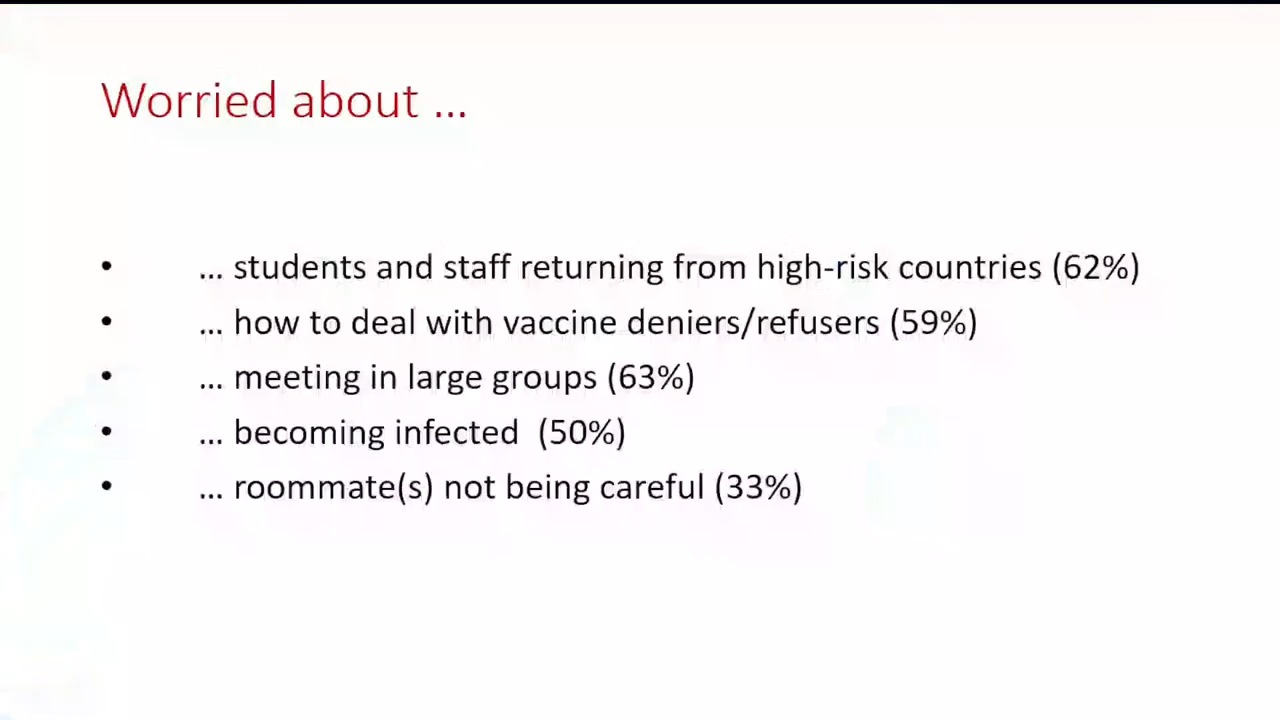 Worried about ...
• ... students and staff returning from high-risk countries (62%)
• ... how to deal with vaccine deniers/refusers (59%)
• ... meeting in large groups (63%)
• ... becoming infected  (50%)
• ... roommate(s) not being careful (33%)